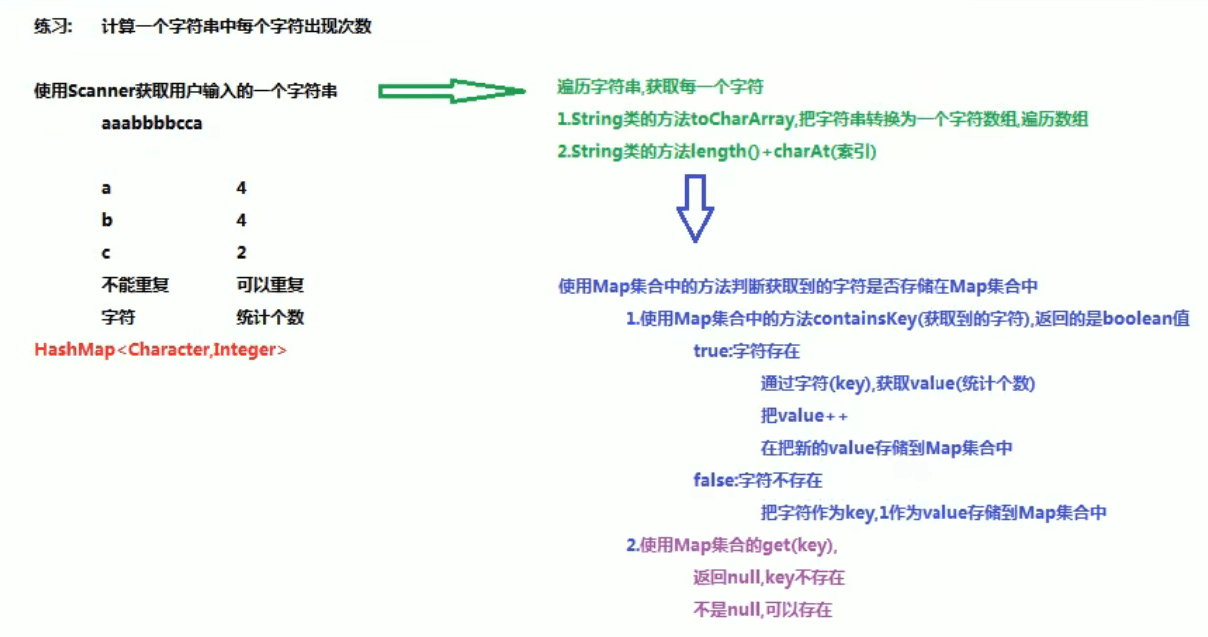 练习: 计算一个字符串中每个字符出现次数
使用Scanner获取用户输入的一个字符串
aaabbbbcca
a 4
b 4
c 2
不能重复 可以重复
字符 统计个数
HashMap<Character,Integer>
遍历字符串,获取每一个字符
1.String类的方法toCharArray,把字符串转换为一个字符数组,遍历数组
2.String类的方法length()+charAt(索引)
使用Map集合中的方法判断获取到的字符是否存储在Map集合中
1.使用Map集合中的方法containsKey(获取到的字符),返回的是boolean值
true:字符存在
通过字符(key),获取value(统计个数)
把value++
在把新的value存储到Map集合中
false:字符不存在
把字符作为key,1作为value存储到Map集合中
2.使用Map集合的get(key),
返回null,key不存在
不是null,可以存在